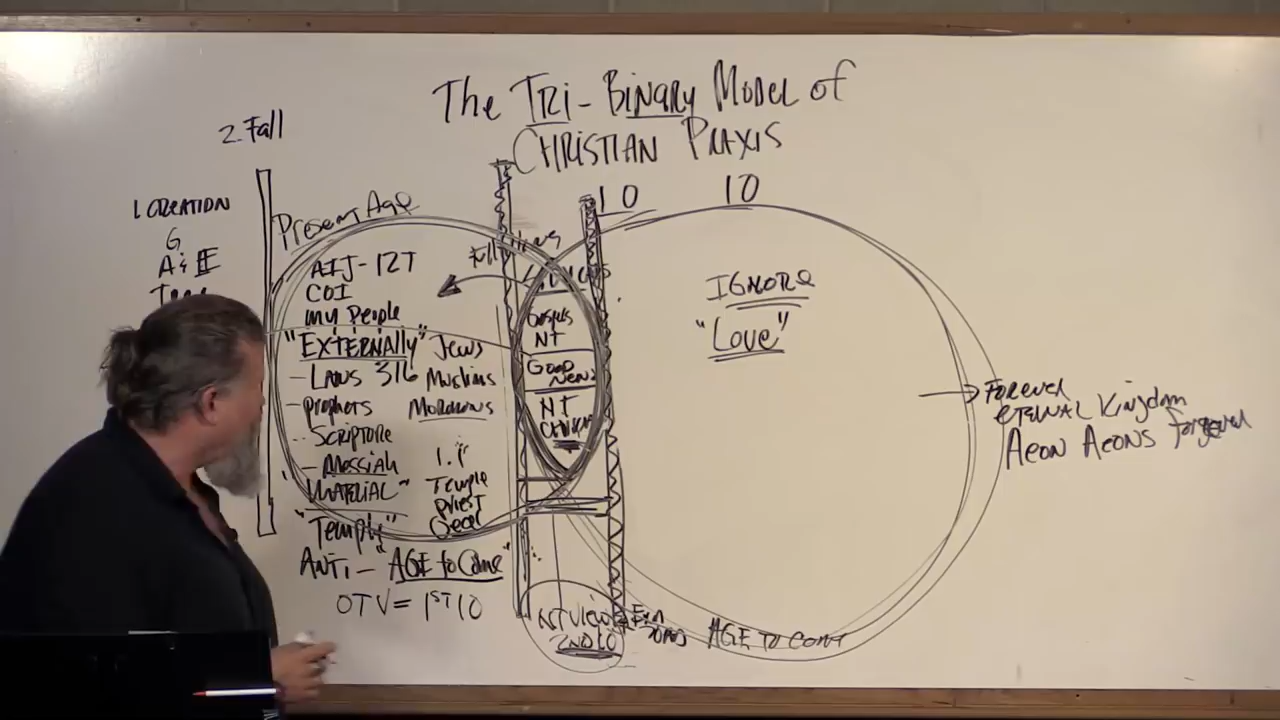 The TRI-BINARY MODEL of
CHRISTIAN PRAXIS
2. Fall
1 CREATION
G
A & E
Present Age
AIJ-12T
COI
my People
"EXTERNALLY" Jews
- LAWS 316 Muslims
- Prophets Mormons
- SCRIPTURE
- Messiah
"MATERIAL" Temple
Priest
"Temple"
ANTI- "AGE to Come"
OTV = 1ST 10
Gospels
NT
GOOD
NEWS
NT
CHURCH
NT View
2ND 10
10
10
IGNORE
"Love"
Forever
eternal Kingdom
Aeon Aeons forever
AGE TO COME